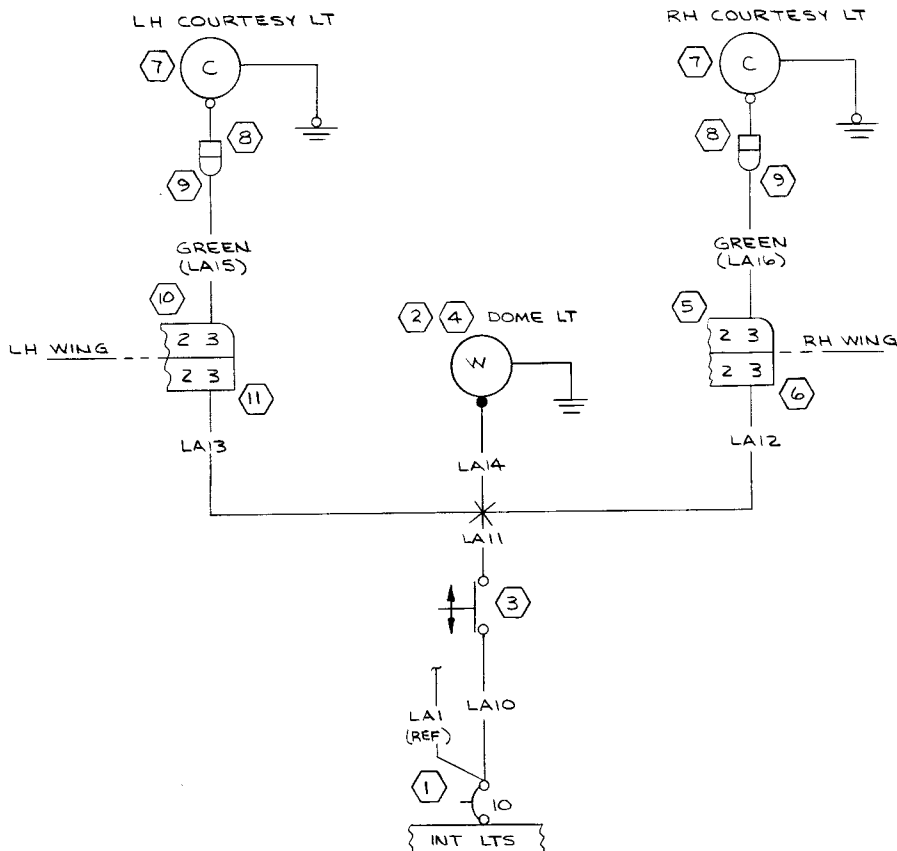 LH COURTESY LT
RH COURTESY LT
7
C
7
C
8
8
9
9
GREEN
(LA15)
GREEN
(LA16)
10
2 4 DOME LT
5
2 3
2 3
LH WING
RH WING
2 3
W
2 3
11
6
LA13
LA14
LA12
LA11
3
LA10
LA1
(REF)
1
10
INT LTS